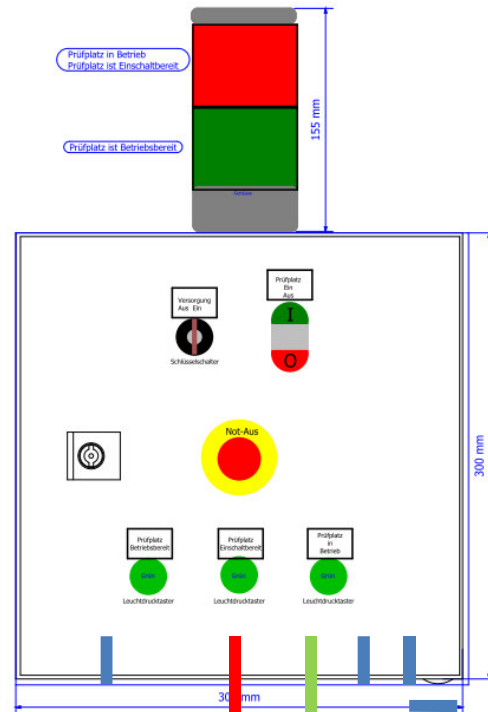 Prüfplatz in Betrieb
Prüfplatz ist Einschaltbereit
155 mm
Prüfplatz ist Betriebsbereit
Prüfplatz
Ein
Aus
Versorgung
Aus Ein
I
O
Schlüsselschalter
Not-Aus
300 mm
Prüfplatz
Betriebsbereit
Prüfplatz
Einschaltbereit
Prüfplatz
in
Betrieb
Grün
Grün
Grün
Leuchtdrucktaster
Leuchtdrucktaster
Leuchtdrucktaster
mm